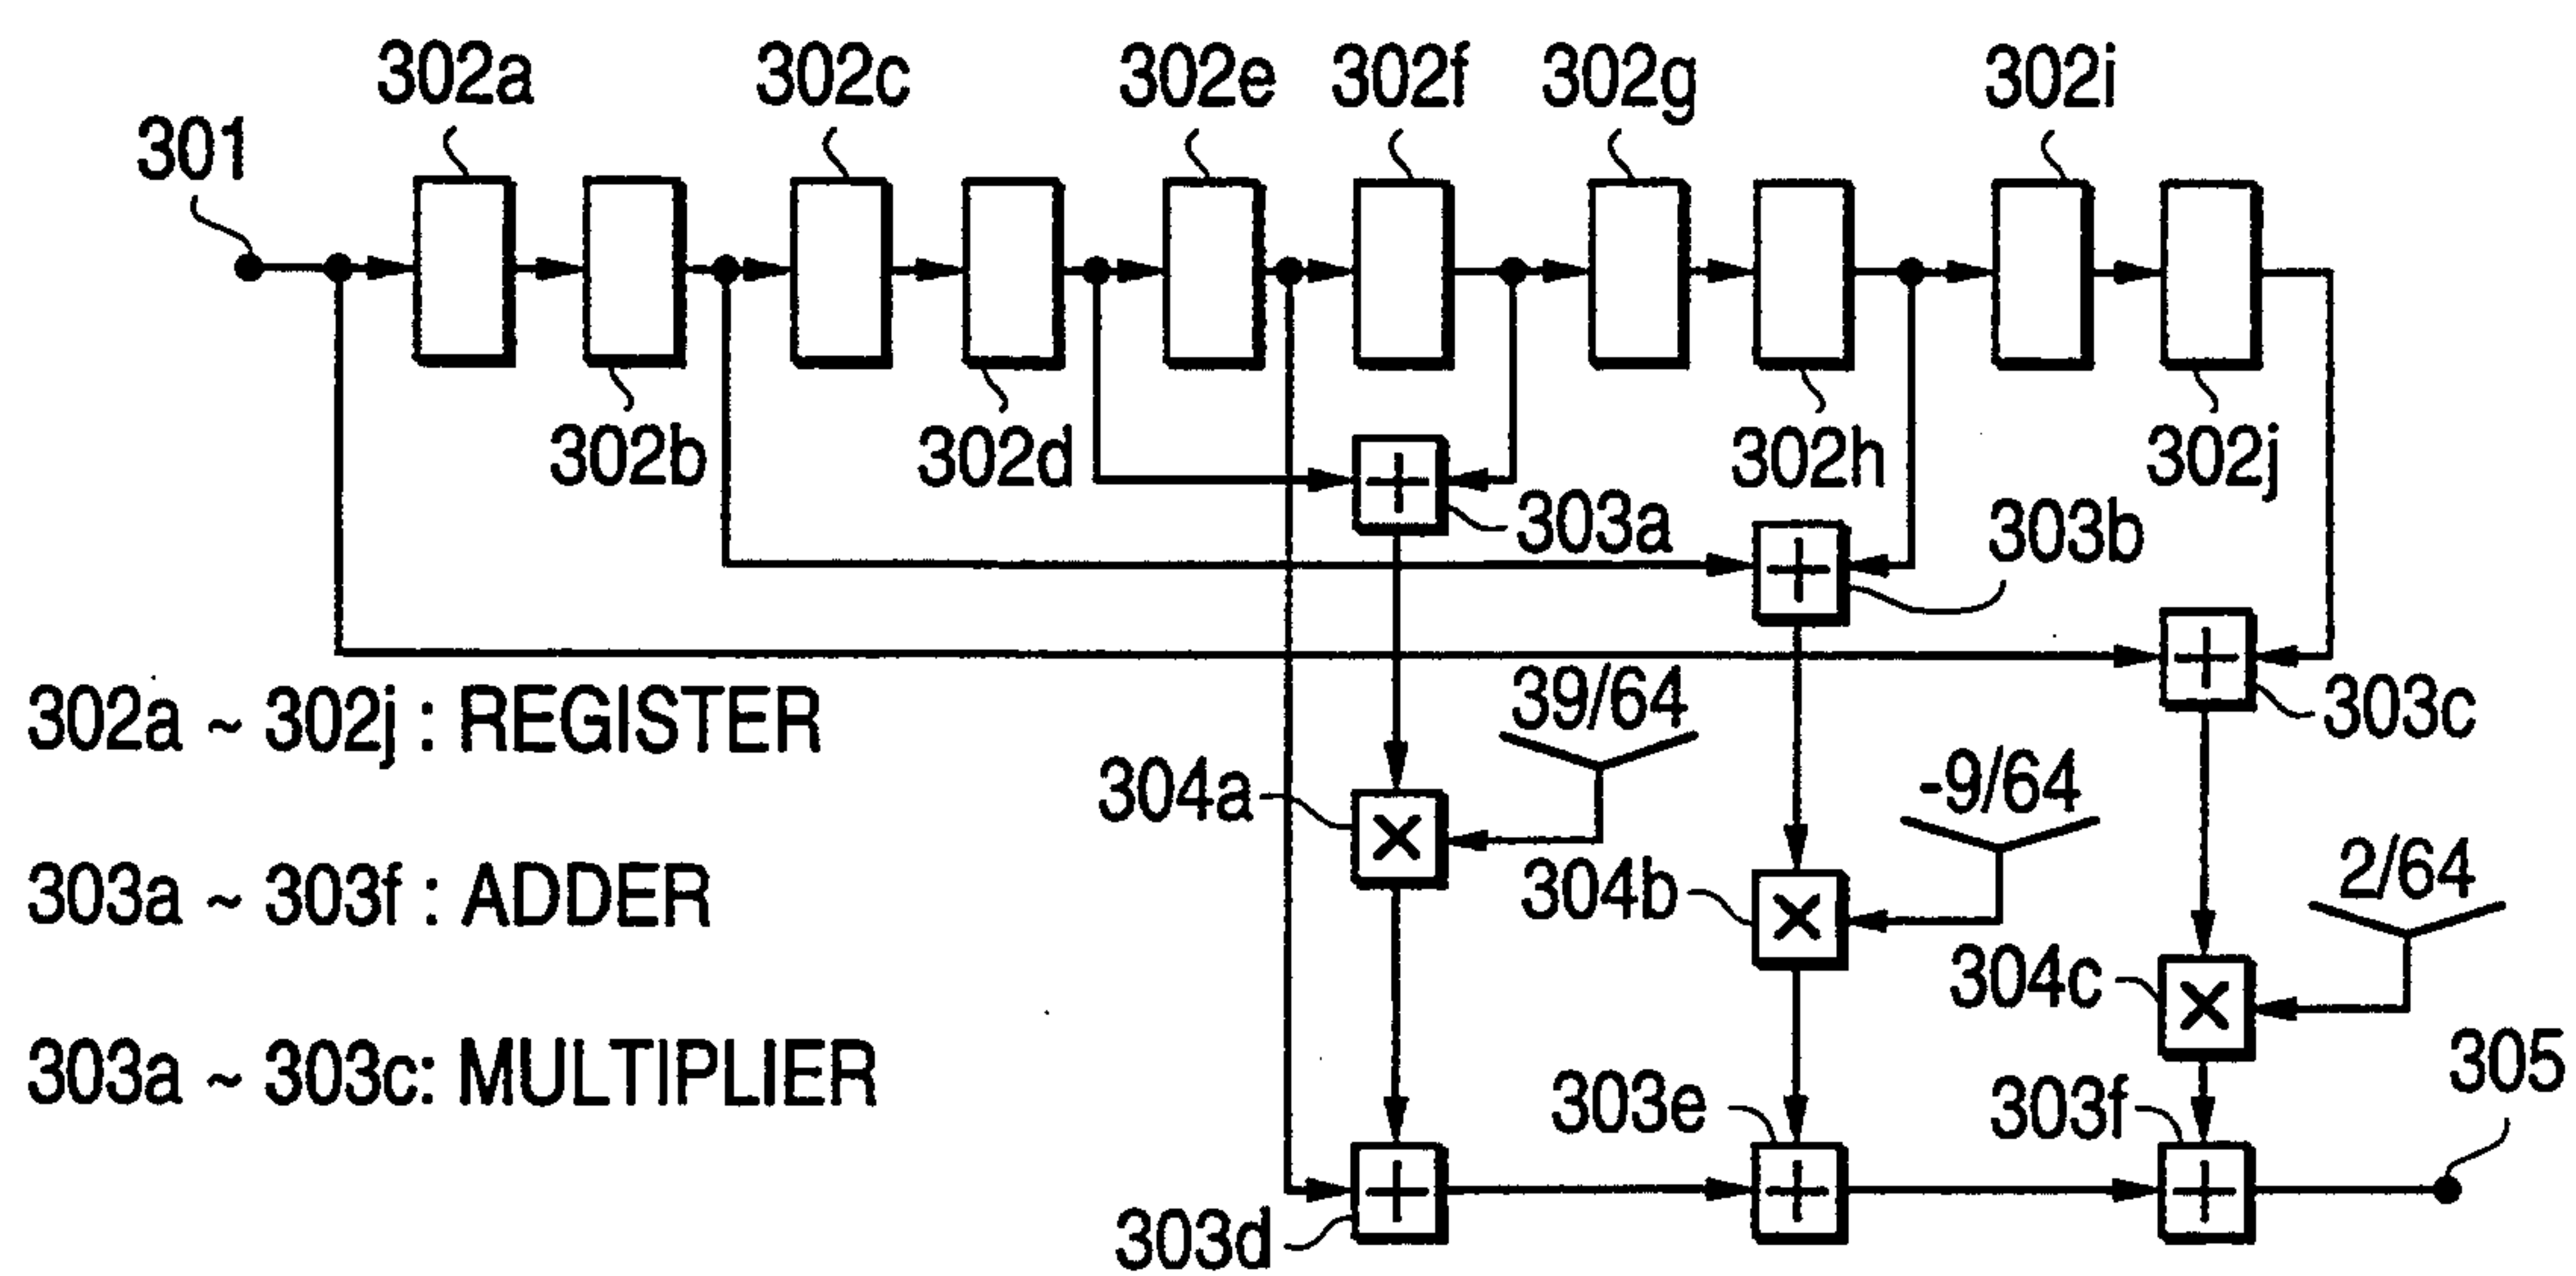 302a
302c
302e
302f
302g
302i
301
302b
302d
302h
302j
303a
303b
303c
302a ~ 302j : REGISTER
39/64
304a
-9/64
304b
2/64
303a ~ 303f : ADDER
304c
303a ~ 303c: MULTIPLIER
303e
303f
305
303d